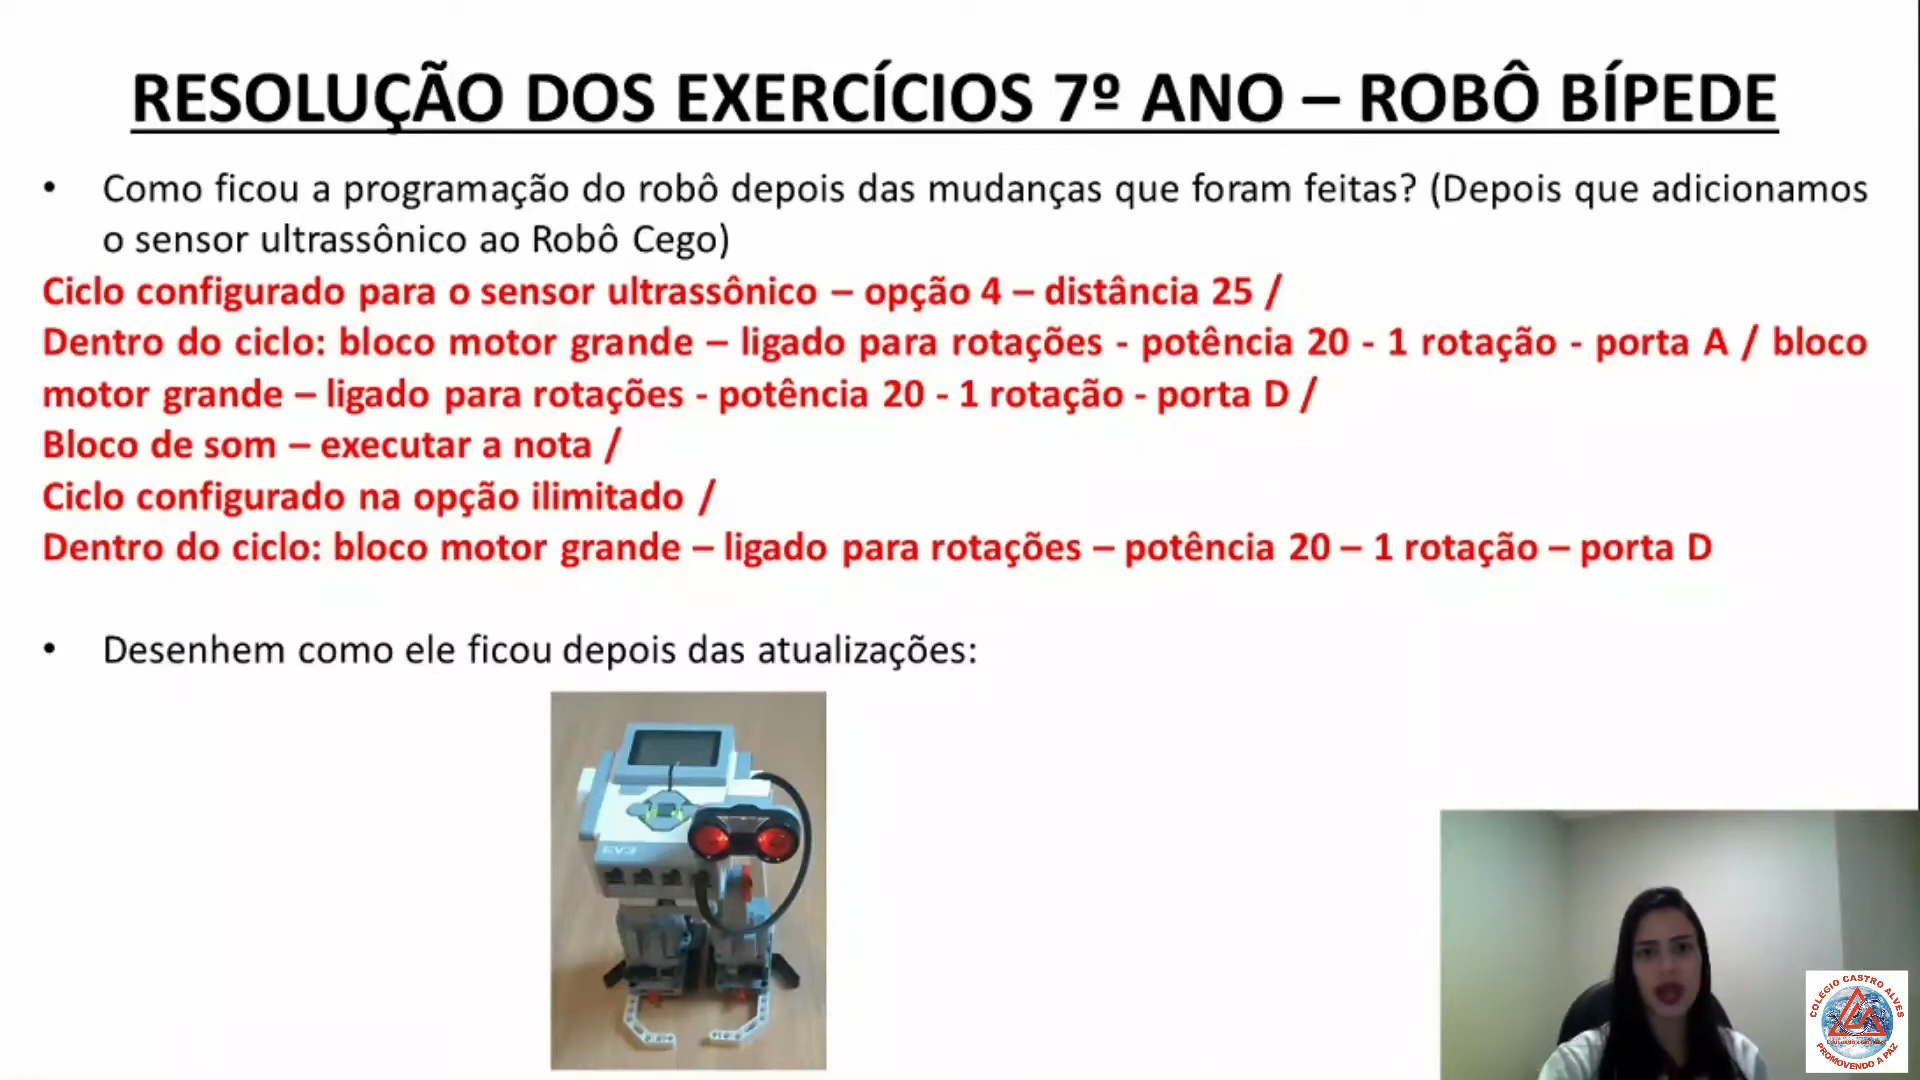 RESOLUÇÃO DOS EXERCÍCIOS 7º ANO – ROBÔ BÍPEDE
• Como ficou a programação do robô depois das mudanças que foram feitas? (Depois que adicionamos
o sensor ultrassônico ao Robô Cego)
Ciclo configurado para o sensor ultrassônico – opção 4 – distância 25 /
Dentro do ciclo: bloco motor grande – ligado para rotações - potência 20 - 1 rotação - porta A / bloco
motor grande – ligado para rotações - potência 20 - 1 rotação - porta D /
Bloco de som – executar a nota /
Ciclo configurado na opção ilimitado /
Dentro do ciclo: bloco motor grande – ligado para rotações – potência 20 – 1 rotação – porta D
• Desenhem como ele ficou depois das atualizações:
EV3
COLÉGIO CASTRO ALVES
PROMOVENDO A PAZ